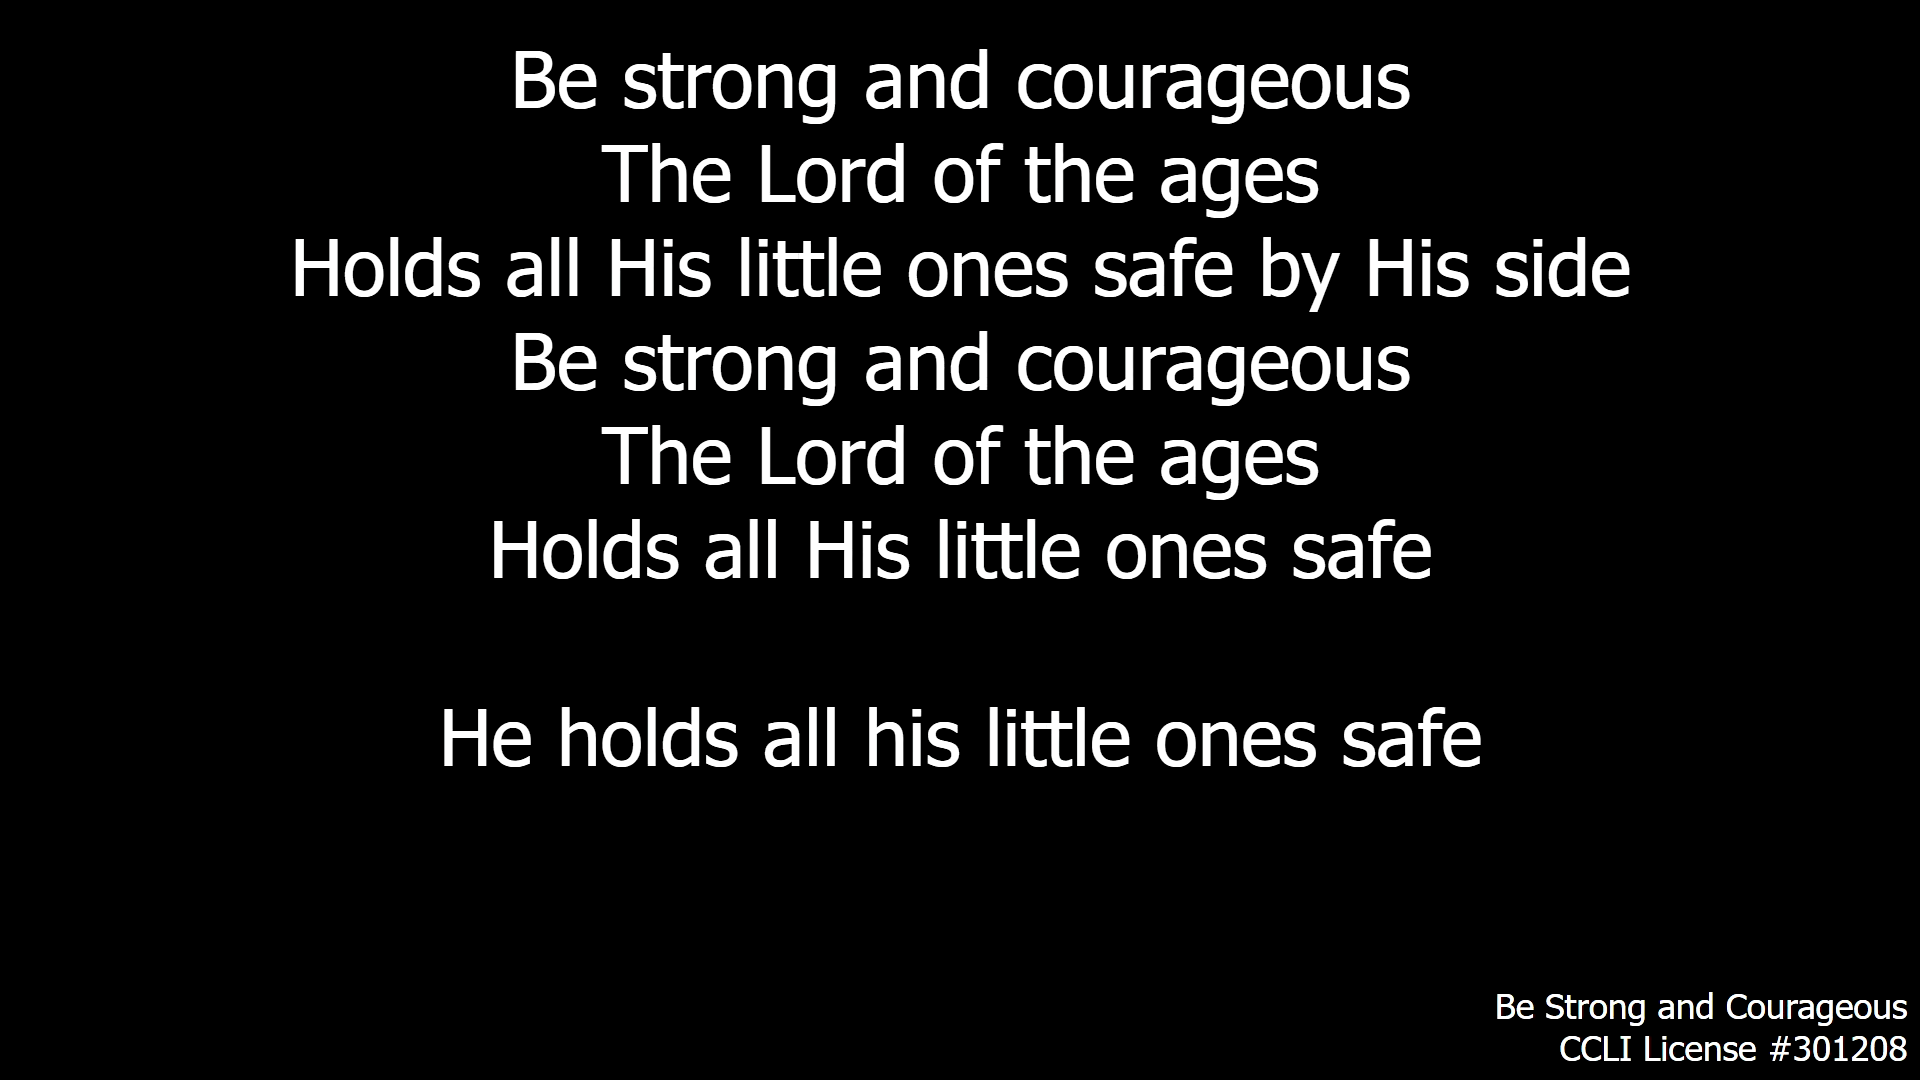 Be strong and courageous
The Lord of the ages
Holds all His little ones safe by His side
Be strong and courageous
The Lord of the ages
Holds all His little ones safe
He holds all his little ones safe
Be Strong and Courageous
CCLI License #301208